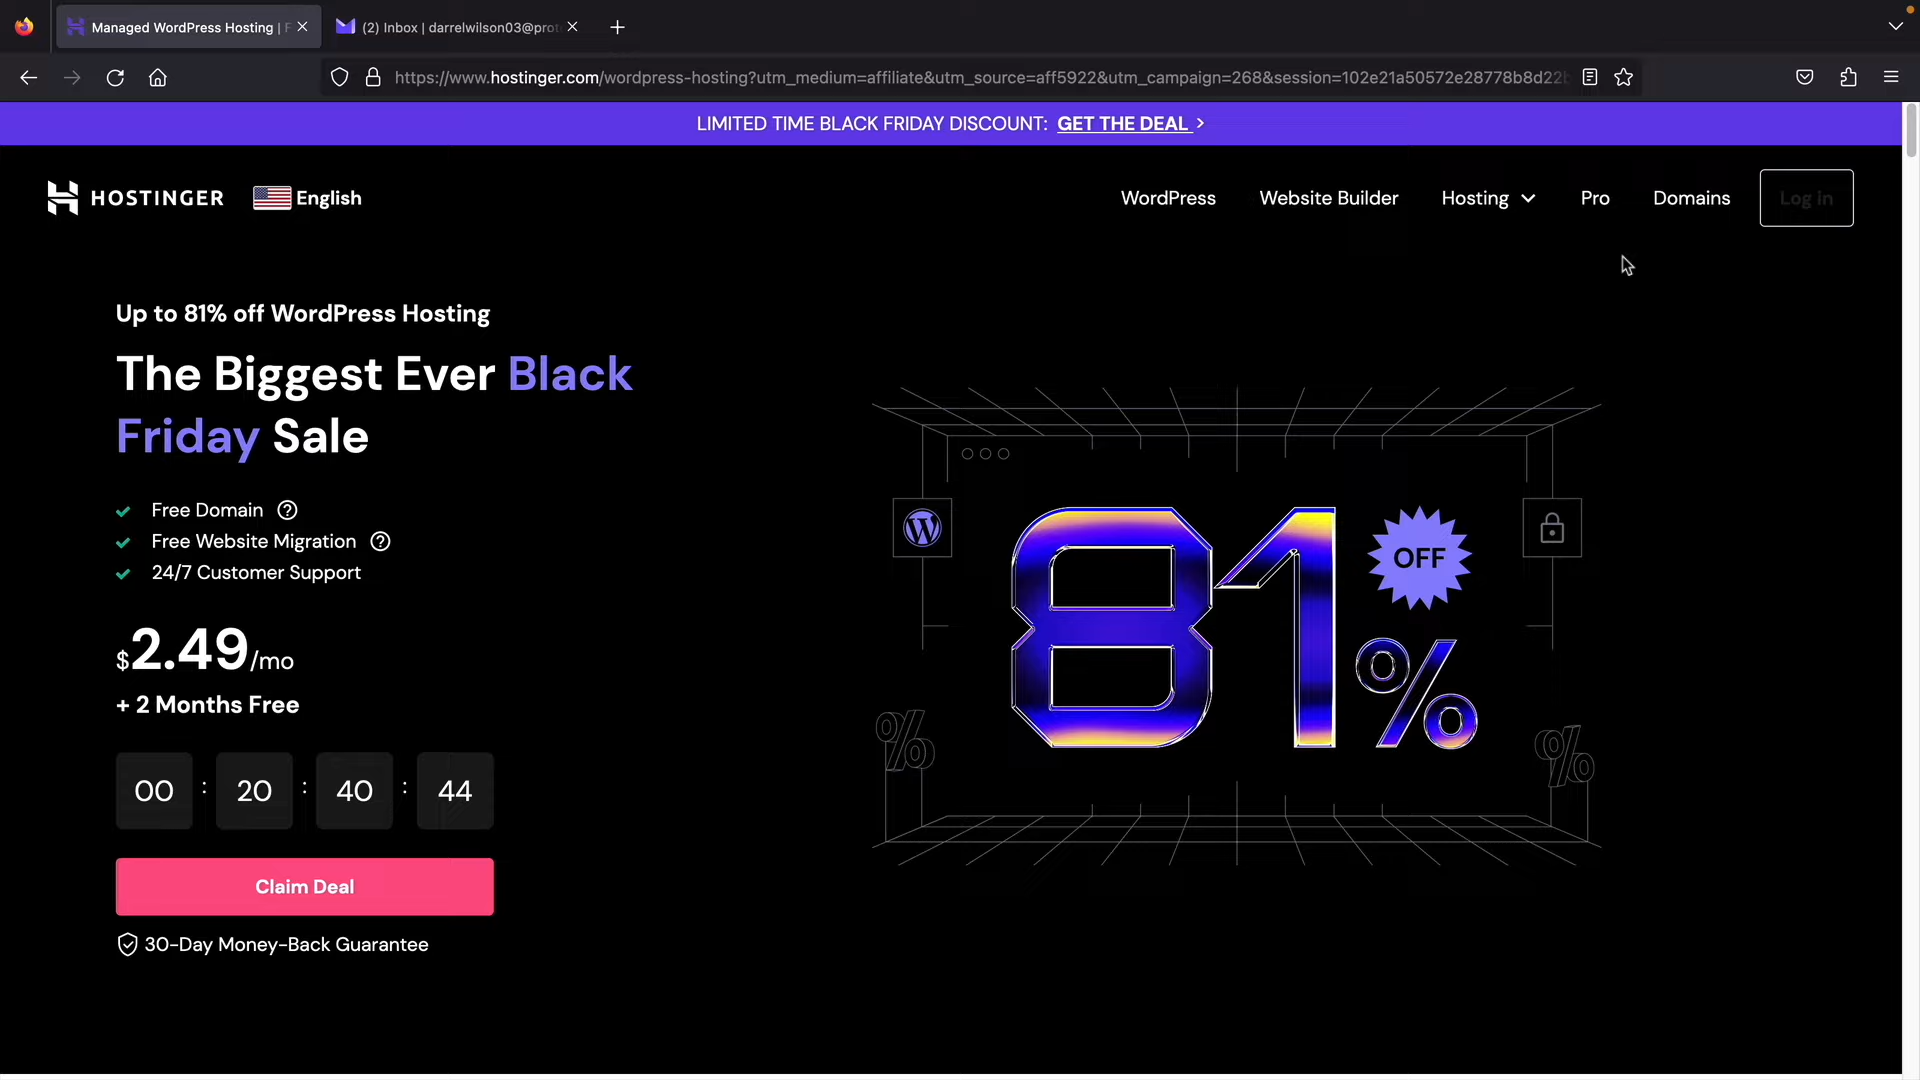 Managed WordPress Hosting |
(2) Inbox | darrelwilson03@prot
https://www.hostinger.com/wordpress-hosting?utm_medium=affiliate&utm_source=aff5922&utm_campaign=268&session=102e21a50572e28778b8d22
LIMITED TIME BLACK FRIDAY DISCOUNT: GET THE DEAL >
HOSTINGER English WordPress Website Builder Hosting Pro Domains Log in
Up to 81% off WordPress Hosting
The Biggest Ever Black
Friday Sale
Free Domain ?
Free Website Migration ?
24/7 Customer Support
$2.49/mo
+ 2 Months Free
00 : 20 : 40 : 44
Claim Deal
30-Day Money-Back Guarantee
81%
OFF
%
%